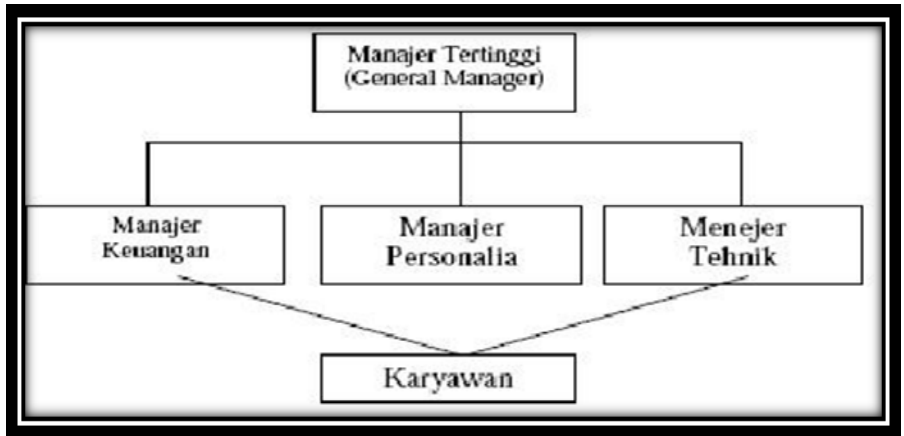 Manajer Tertinggi
(General Manager)
Manajer
Keuangan
Manajer
Personalia
Menejer
Tehnik
Karyawan